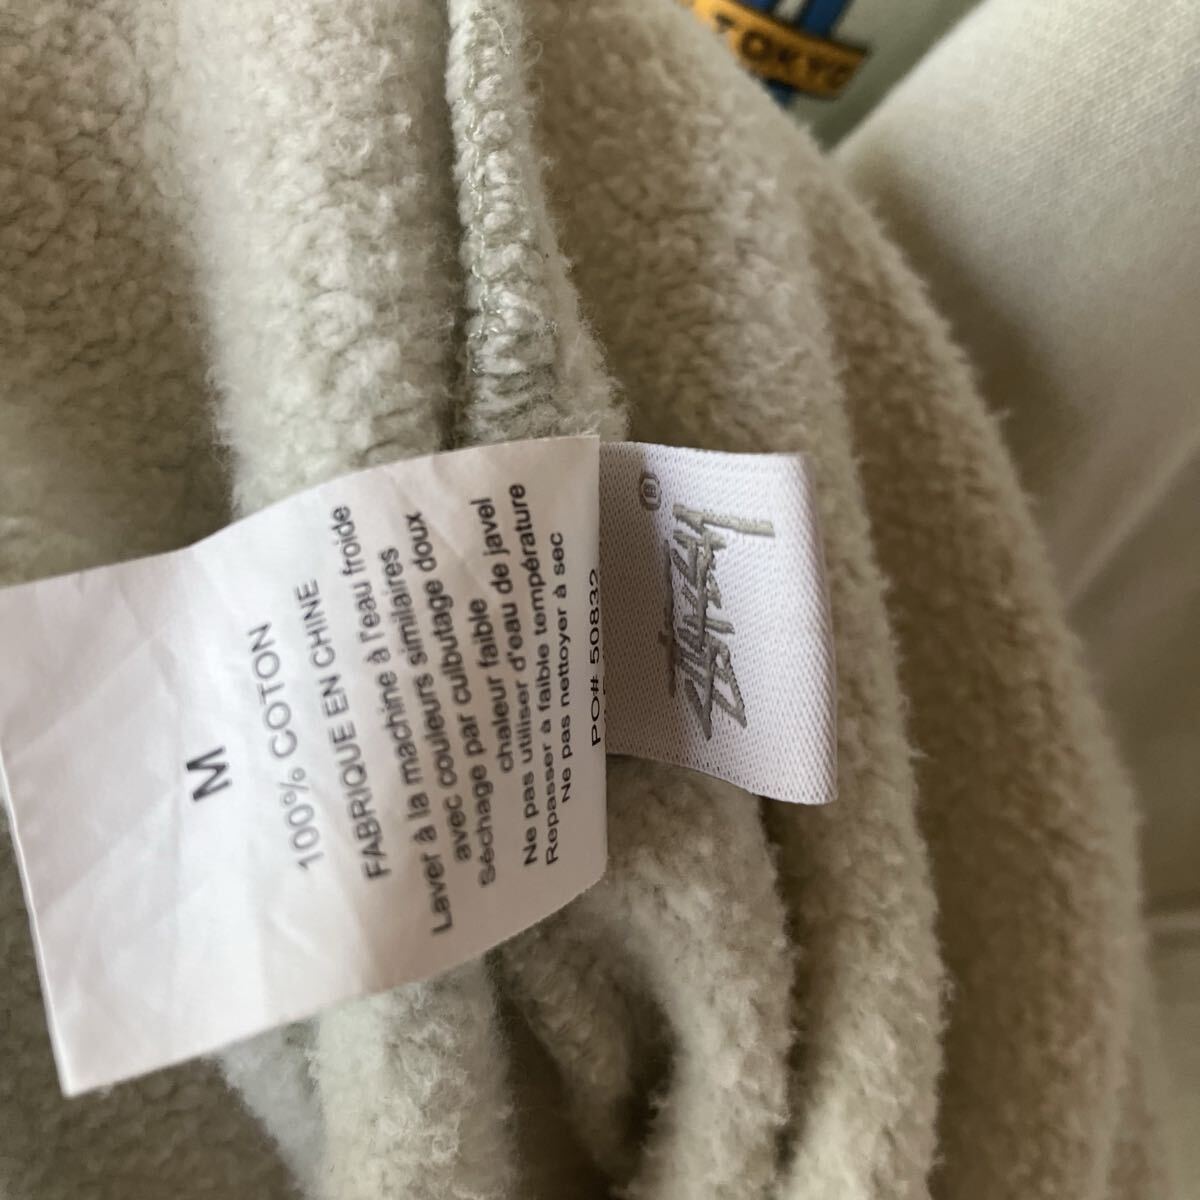 M
100% COTON
FABRIQUE EN CHINE
Laver à la machine à l'eau froide
avec couleurs similaires
Séchage par culbutage doux
chaleur faible
Ne pas utiliser d'eau de javel
Repasser à faible température
Ne pas nettoyer à sec
PO# 50832
STÜSSY ®
TOKYO